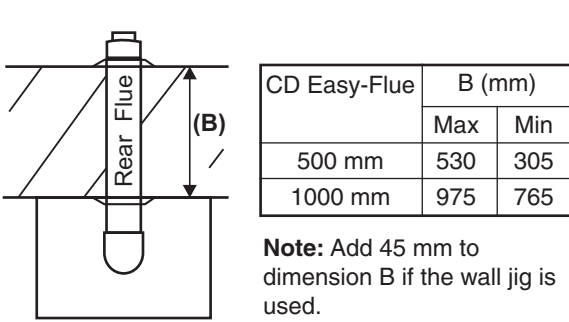 Rear Flue
(B)
CD Easy-Flue B (mm)
Max Min
500 mm 530 305
1000 mm 975 765
Note: Add 45 mm to
dimension B if the wall jig is
used.